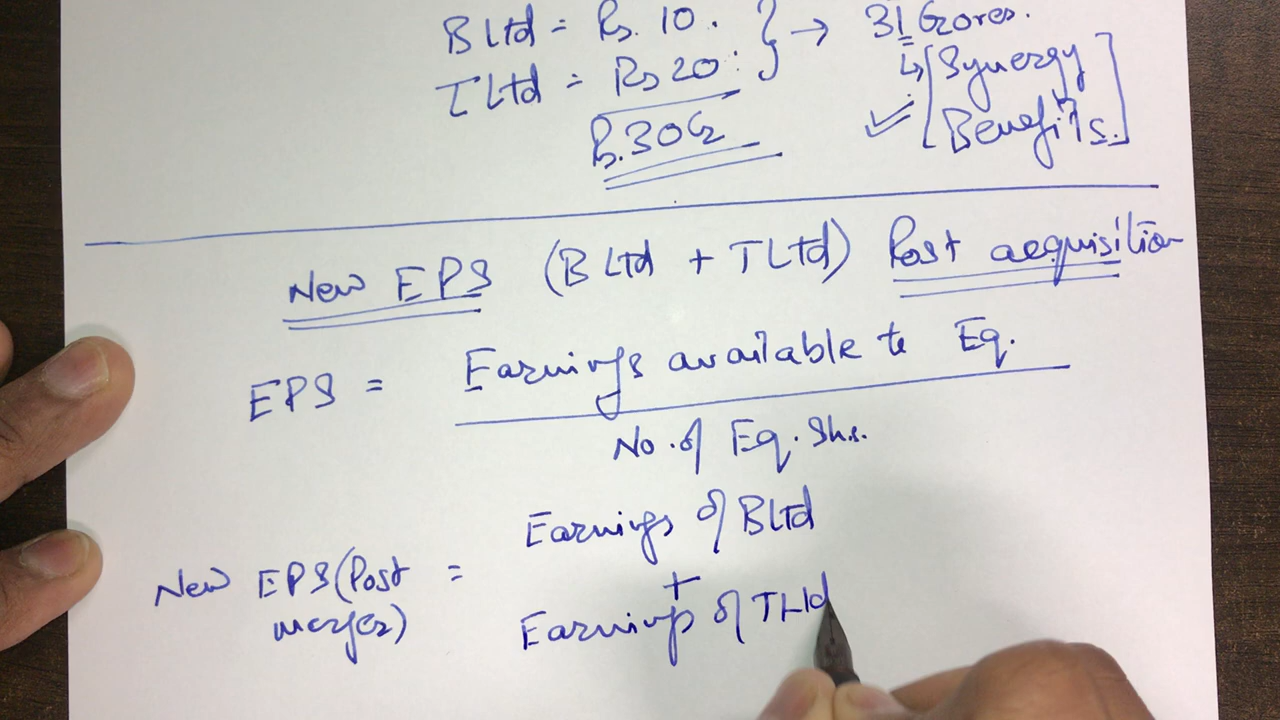 B Ltd = Rs. 10. } → 31 Crores.
T Ltd = Rs 20. ↳ [Synergy
Rs. 30 Cr ✓ Benefits.]
New EPS (B Ltd + T Ltd) Post acquisition
EPS = Earnings available to Eq.
No. of Eq. Shs.
Earnings of B Ltd
New EPS (Post = +
merger) Earnings of T Ltd